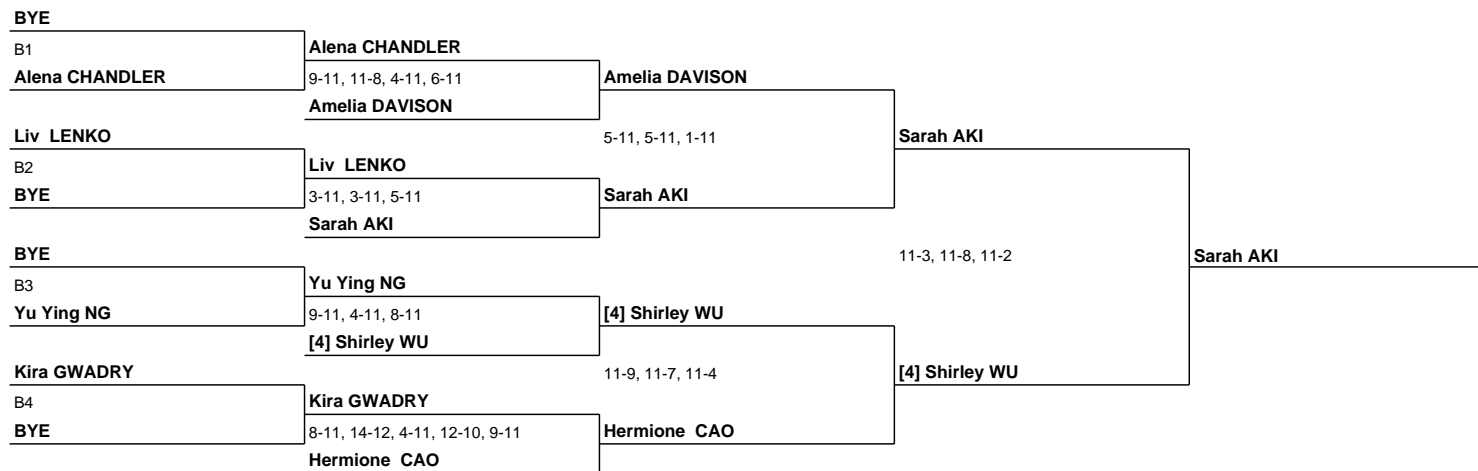 BYE
B1
Alena CHANDLER
Alena CHANDLER
9-11, 11-8, 4-11, 6-11
Amelia DAVISON
Amelia DAVISON
Liv  LENKO
B2
BYE
Liv  LENKO
3-11, 3-11, 5-11
Sarah AKI
5-11, 5-11, 1-11
Sarah AKI
Sarah AKI
BYE
B3
Yu Ying NG
Yu Ying NG
9-11, 4-11, 8-11
[4] Shirley WU
[4] Shirley WU
Kira GWADRY
B4
BYE
Kira GWADRY
8-11, 14-12, 4-11, 12-10, 9-11
Hermione  CAO
11-9, 11-7, 11-4
Hermione  CAO
[4] Shirley WU
11-3, 11-8, 11-2
Sarah AKI